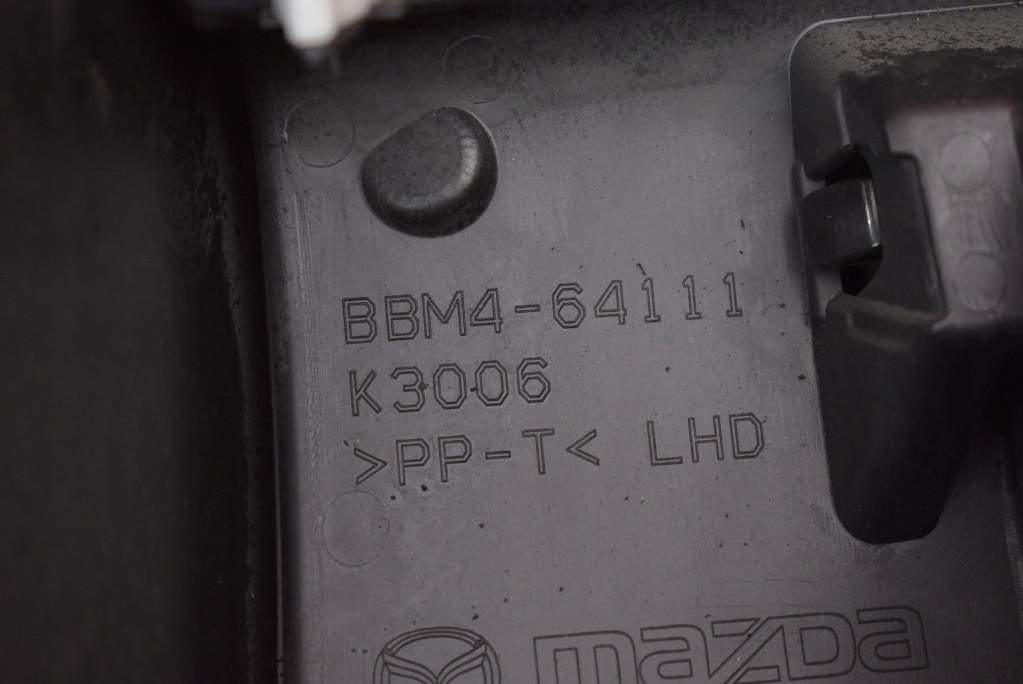 BBM4-64111
K3006
>PP-T< LHD
mazda